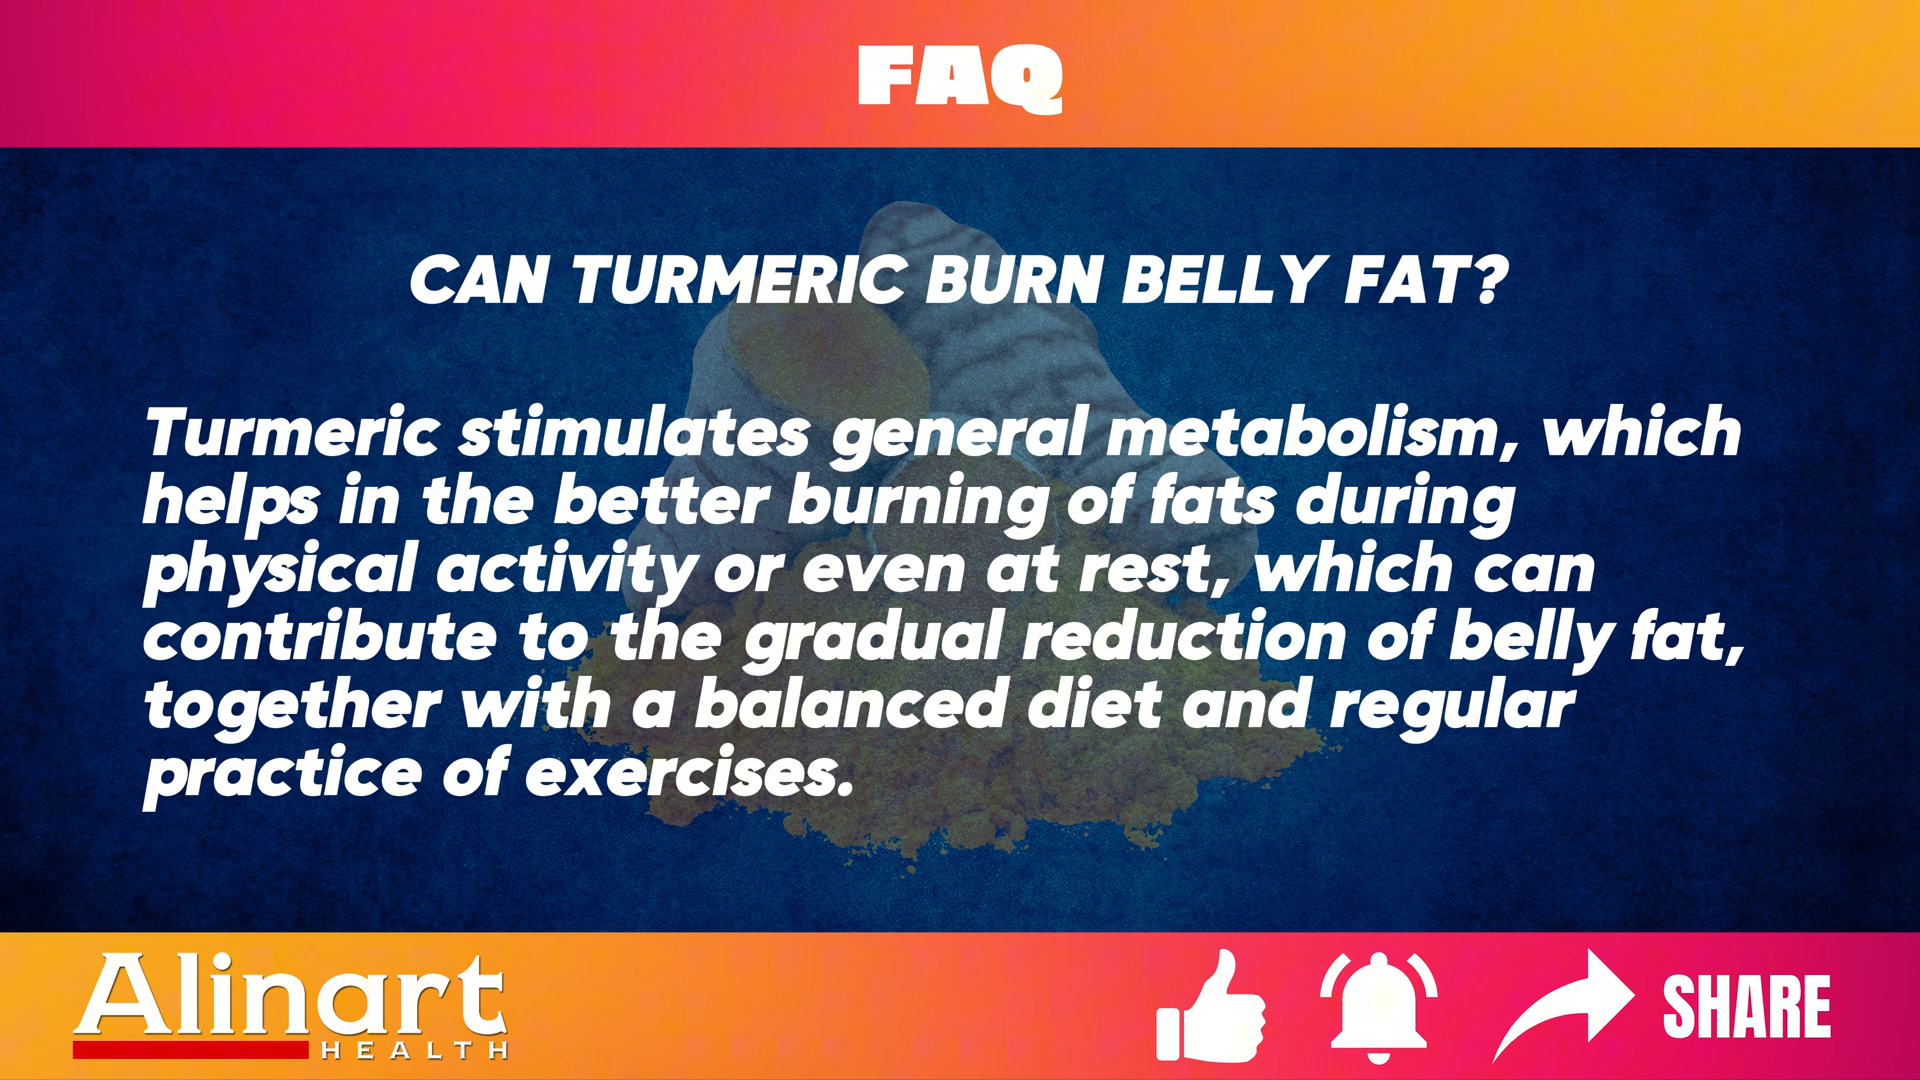 FAQ
CAN TURMERIC BURN BELLY FAT?
Turmeric stimulates general metabolism, which
helps in the better burning of fats during
physical activity or even at rest, which can
contribute to the gradual reduction of belly fat,
together with a balanced diet and regular
practice of exercises.
Alinart
HEALTH
SHARE